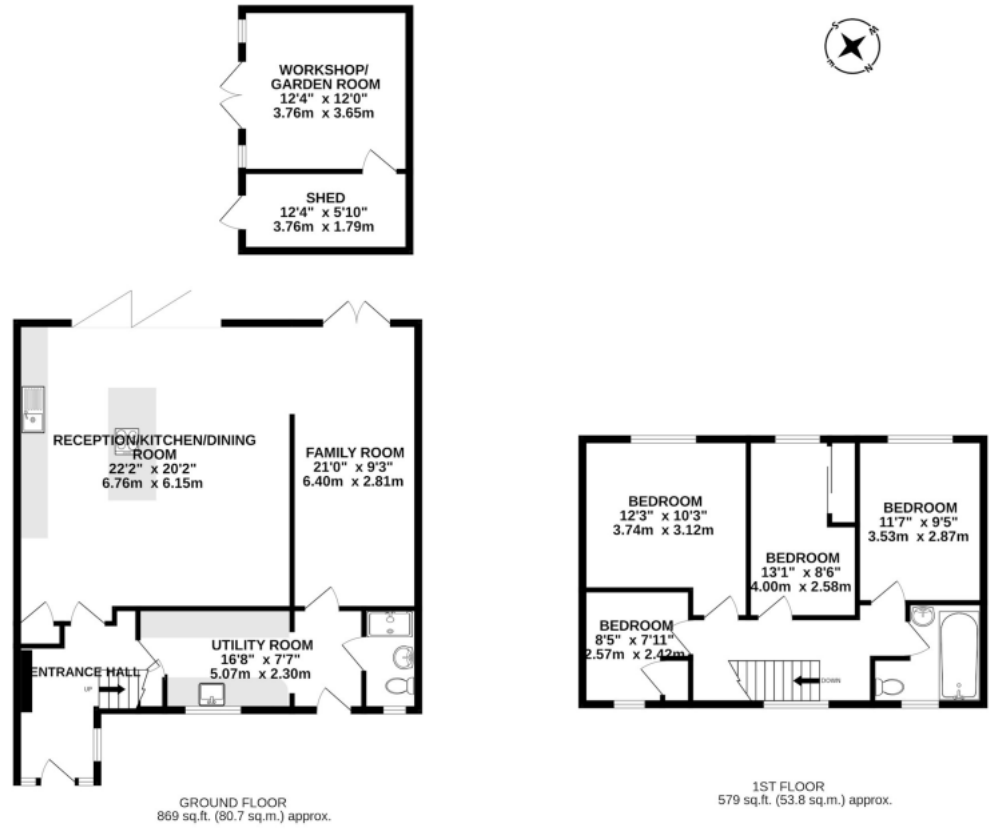 WORKSHOP/
GARDEN ROOM
12'4" x 12'0"
3.76m x 3.65m
SHED
12'4" x 5'10"
3.76m x 1.79m
S
W
E
N
RECEPTION/KITCHEN/DINING
ROOM
22'2" x 20'2"
6.76m x 6.15m
FAMILY ROOM
21'0" x 9'3"
6.40m x 2.81m
UTILITY ROOM
16'8" x 7'7"
5.07m x 2.30m
ENTRANCE HALL
UP
GROUND FLOOR
869 sq.ft. (80.7 sq.m.) approx.
BEDROOM
12'3" x 10'3"
3.74m x 3.12m
BEDROOM
13'1" x 8'6"
4.00m x 2.58m
BEDROOM
11'7" x 9'5"
3.53m x 2.87m
BEDROOM
8'5" x 7'11"
2.57m x 2.42m
DOWN
1ST FLOOR
579 sq.ft. (53.8 sq.m.) approx.